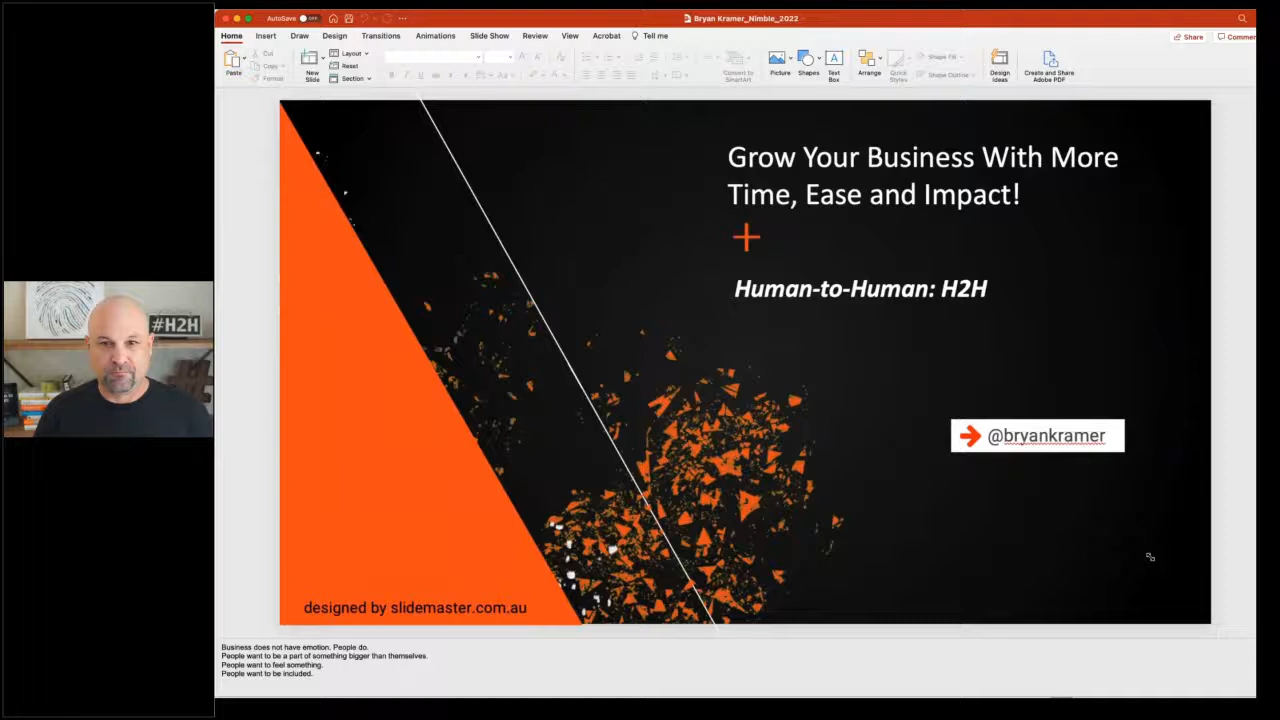 AutoSave OFF
Bryan Kramer_Nimble_2022
Home Insert Draw Design Transitions Animations Slide Show Review View Acrobat Tell me
Share Commen
Paste
Cut
Copy
Format
New
Slide
Layout
Reset
Section
Convert to
SmartArt
Picture
Shapes
Text
Box
Arrange
Quick
Styles
Shape Fill
Shape Outline
Design
Ideas
Create and Share
Adobe PDF
#H2H
Grow Your Business With More
Time, Ease and Impact!
Human-to-Human: H2H
@bryankramer
designed by slidemaster.com.au
Business does not have emotion. People do.
People want to be a part of something bigger than themselves.
People want to feel something.
People want to be included.